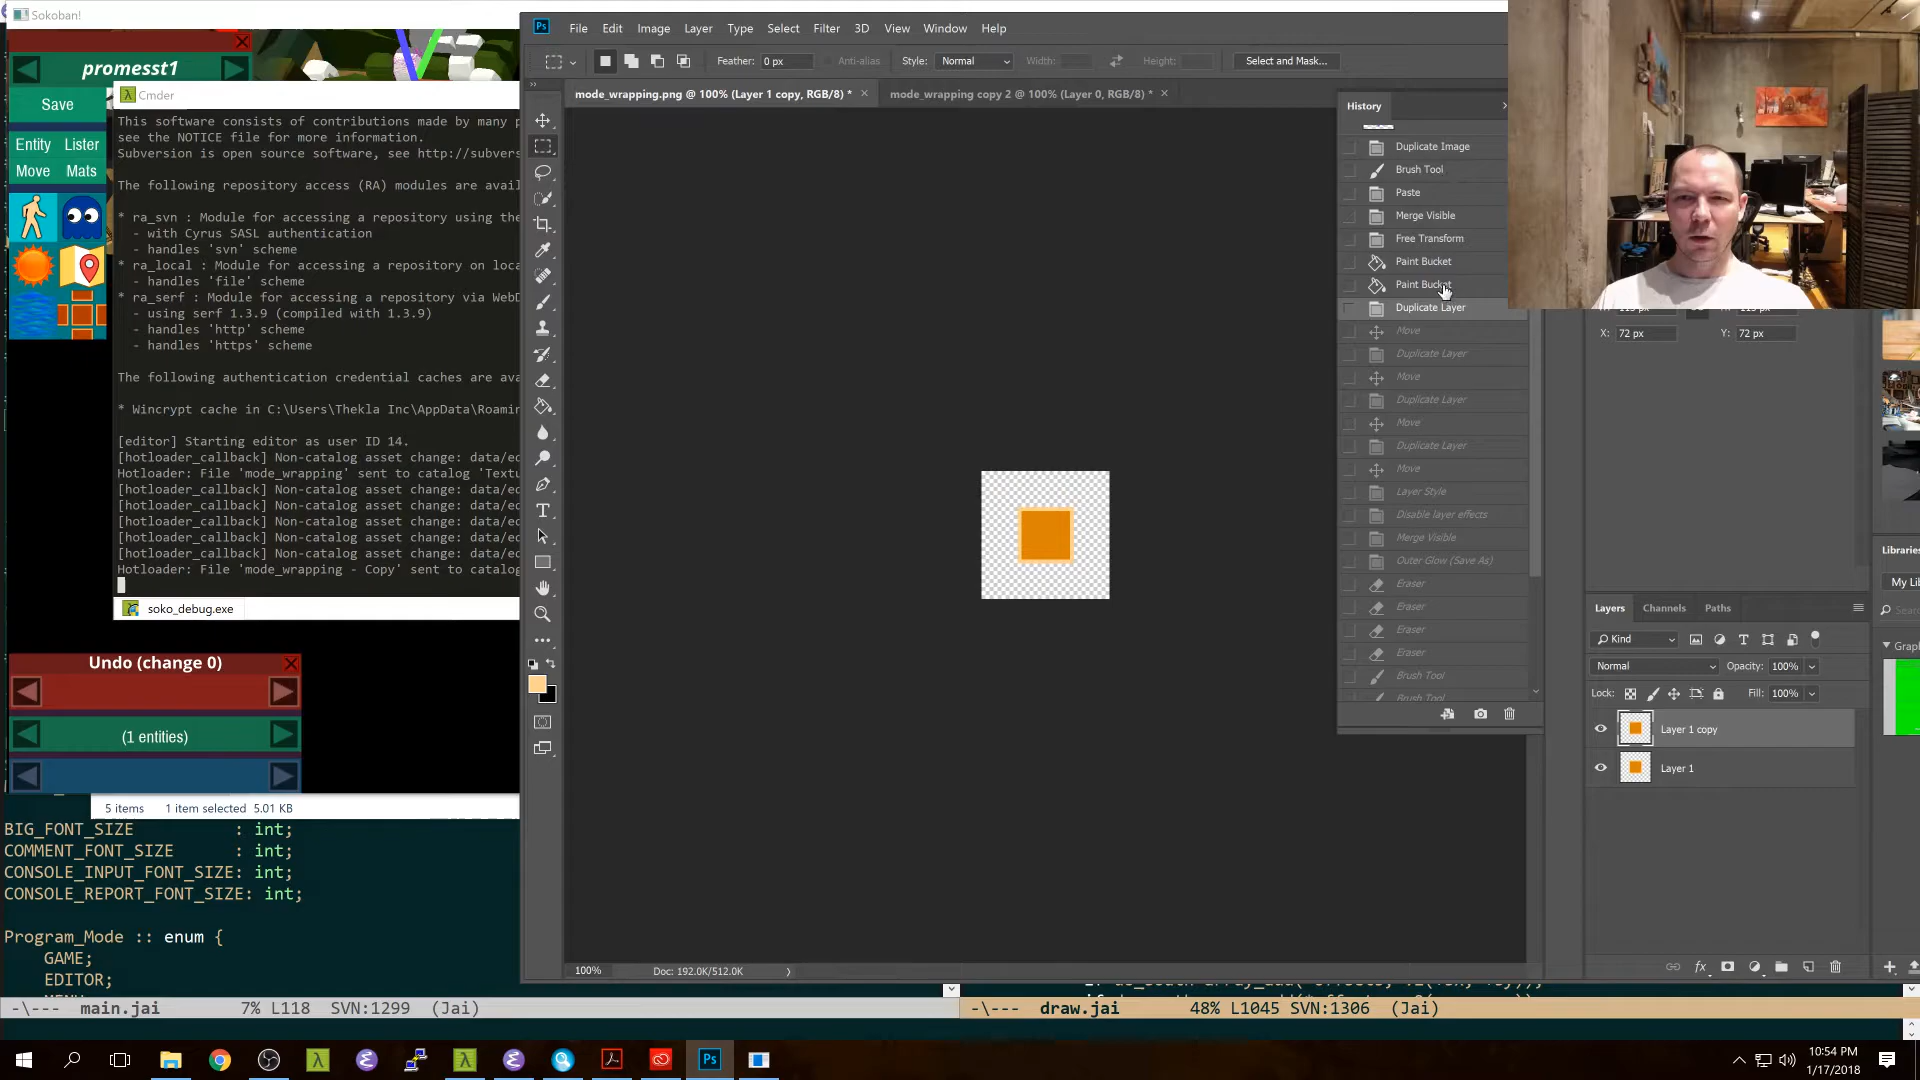 Sokoban!
promesst1
Save
Entity Lister
Move Mats
Cmder
This software consists of contributions made by many p
see the NOTICE file for more information.
Subversion is open source software, see http://subvers
The following repository access (RA) modules are avail
* ra_svn : Module for accessing a repository using the
- with Cyrus SASL authentication
- handles 'svn' scheme
* ra_local : Module for accessing a repository on loca
- handles 'file' scheme
* ra_serf : Module for accessing a repository via WebD
- using serf 1.3.9 (compiled with 1.3.9)
- handles 'http' scheme
- handles 'https' scheme
The following authentication credential caches are ava
* Wincrypt cache in C:\Users\Thekla Inc\AppData\Roamin
[editor] Starting editor as user ID 14.
[hotloader_callback] Non-catalog asset change: data/ed
Hotloader: File 'mode_wrapping' sent to catalog 'Textu
[hotloader_callback] Non-catalog asset change: data/ed
[hotloader_callback] Non-catalog asset change: data/ed
[hotloader_callback] Non-catalog asset change: data/ed
[hotloader_callback] Non-catalog asset change: data/ed
[hotloader_callback] Non-catalog asset change: data/ed
Hotloader: File 'mode_wrapping - Copy' sent to catalog
soko_debug.exe
Undo (change 0)
(1 entities)
5 items 1 item selected 5.01 KB
BIG_FONT_SIZE : int;
COMMENT_FONT_SIZE : int;
CONSOLE_INPUT_FONT_SIZE: int;
CONSOLE_REPORT_FONT_SIZE: int;
Program_Mode :: enum {
GAME;
EDITOR;
-\--- main.jai 7% L118 SVN:1299 (Jai)
Ps File Edit Image Layer Type Select Filter 3D View Window Help
Feather: 0 px Anti-alias Style: Normal Width: Height: Select and Mask...
mode_wrapping.png @ 100% (Layer 1 copy, RGB/8) *
mode_wrapping copy 2 @ 100% (Layer 0, RGB/8) *
History
Duplicate Image
Brush Tool
Paste
Merge Visible
Free Transform
Paint Bucket
Paint Bucket
Duplicate Layer
Move
Duplicate Layer
Move
Duplicate Layer
Move
Duplicate Layer
Move
Layer Style
Disable layer effects
Merge Visible
Outer Glow (Save As)
Eraser
Eraser
Eraser
Eraser
Brush Tool
Brush Tool
X: 72 px Y: 72 px
Libraries
My Li
Searc
Grap
Layers Channels Paths
Kind
Normal Opacity: 100%
Lock: Fill: 100%
Layer 1 copy
Layer 1
fx
100% Doc: 192.0K/512.0K
-\--- draw.jai 48% L1045 SVN:1306 (Jai)
Ps
10:54 PM
1/17/2018